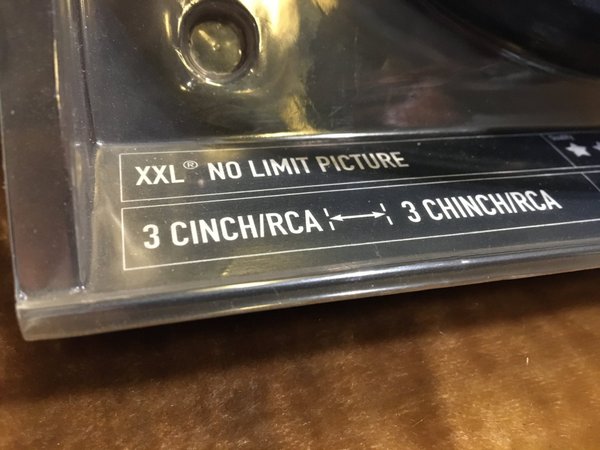 XXL® NO LIMIT PICTURE
3 CINCH/RCA 3 CHINCH/RCA